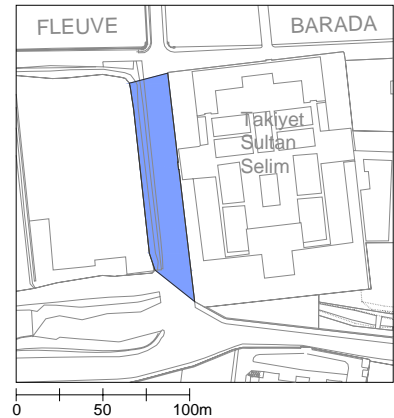 FLEUVE BARADA
Takiyet
Sultan
Selim
0 50 100m